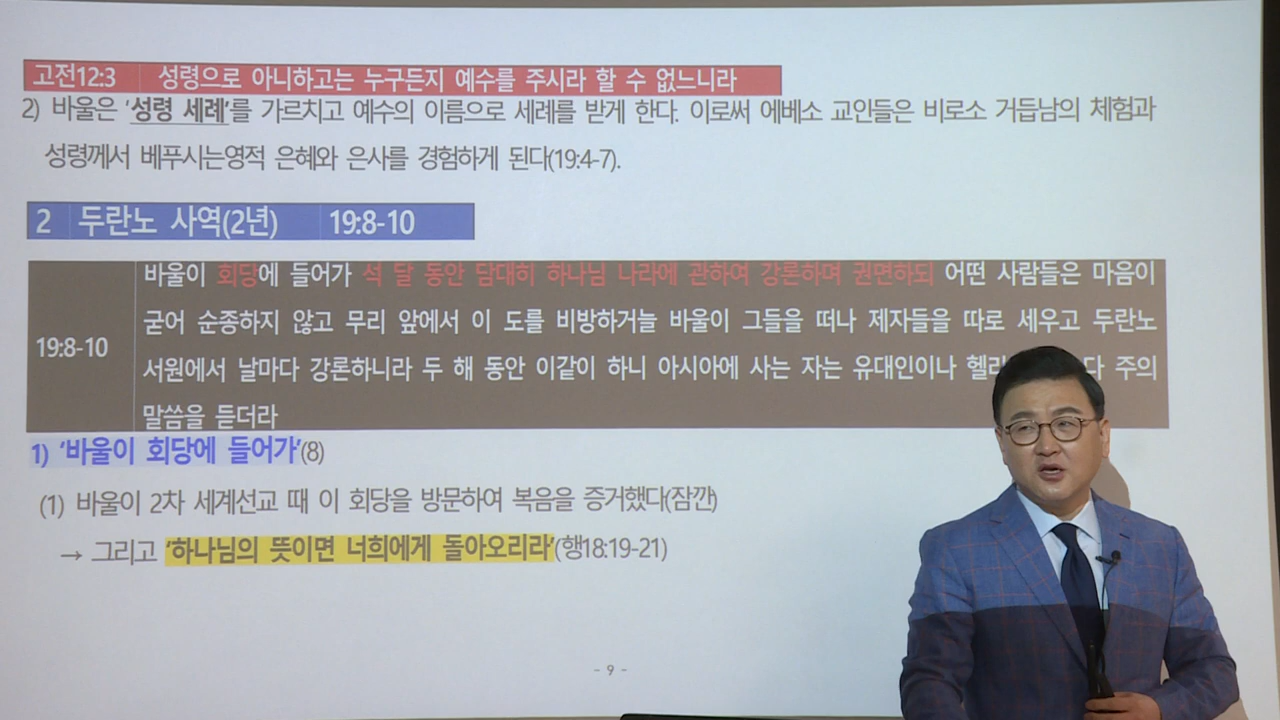 고전12:3 성령으로 아니하고는 누구든지 예수를 주시라 할 수 없느니라
2) 바울은 '성령 세례'를 가르치고 예수의 이름으로 세례를 받게 한다. 이로써 에베소 교인들은 비로소 거듭남의 체험과
성령께서 베푸시는영적 은혜와 은사를 경험하게 된다(19:4-7).
2 두란노 사역(2년) 19:8-10
바울이 회당에 들어가 석 달 동안 담대히 하나님 나라에 관하여 강론하며 권면하되 어떤 사람들은 마음이
굳어 순종하지 않고 무리 앞에서 이 도를 비방하거늘 바울이 그들을 떠나 제자들을 따로 세우고 두란노
19:8-10
서원에서 날마다 강론하니라 두 해 동안 이같이 하니 아시아에 사는 자는 유대인이나 주의
말씀을 듣더라
1) '바울이 회당에 들어가'(8)
(1) 바울이 2차 세계선교 때 이 회당을 방문하여 복음을 증거했다(잠깐)
→ 그리고 '하나님의 뜻이면 너희에게 돌아오리라'(행18:19-21)
- 9 -